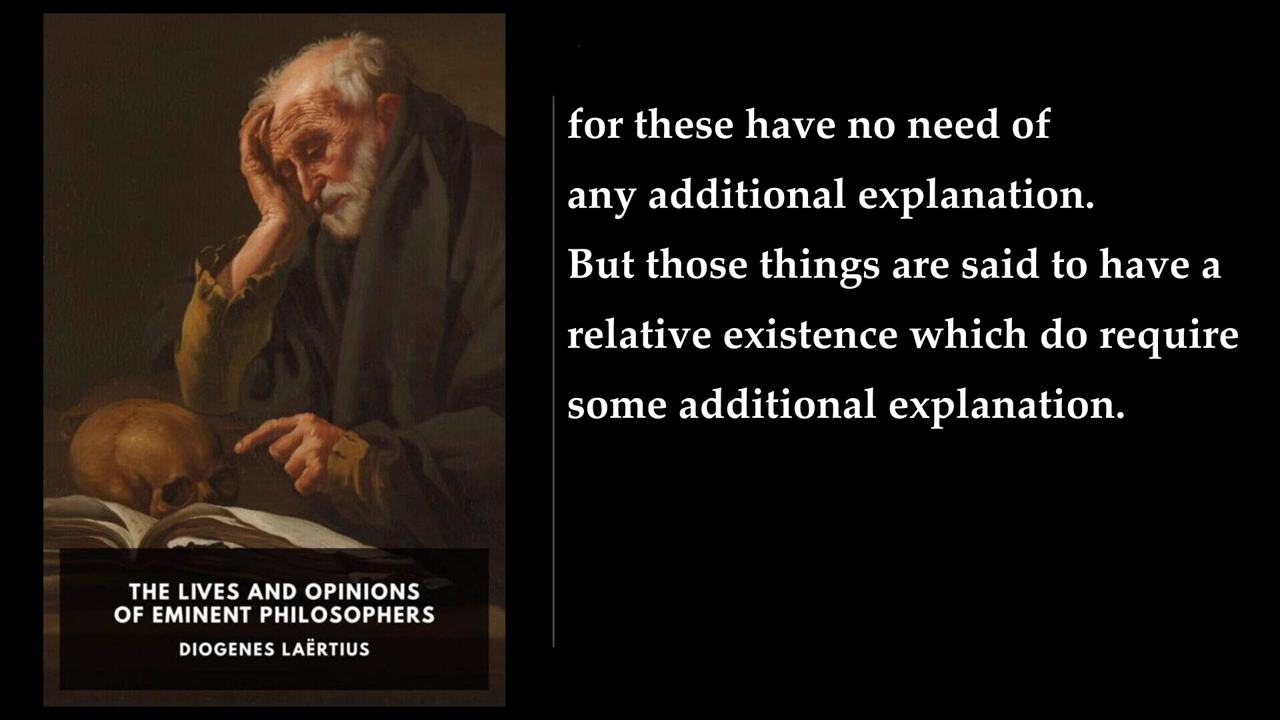 for these have no need of
any additional explanation.
But those things are said to have a
relative existence which do require
some additional explanation.
THE LIVES AND OPINIONS
OF EMINENT PHILOSOPHERS
DIOGENES LAËRTIUS